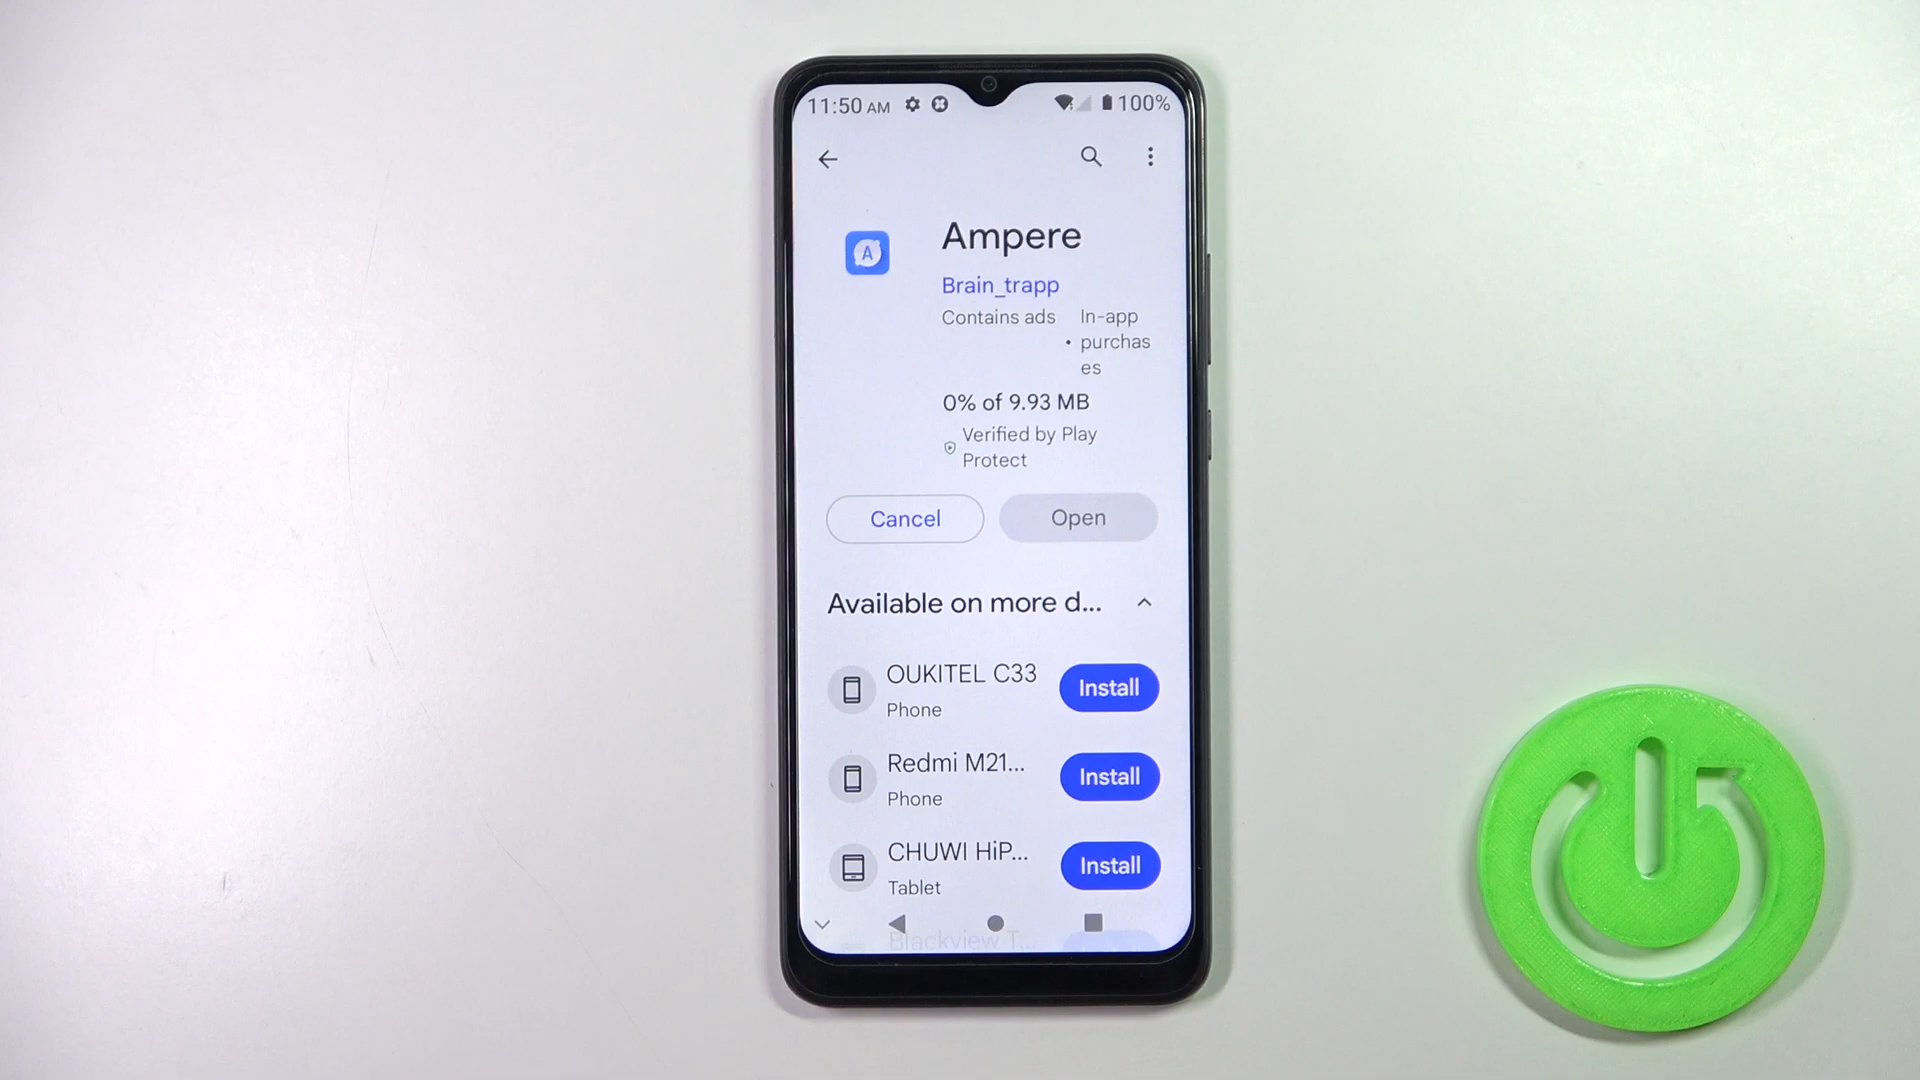 11:50 AM 100%
Ampere
A
Brain_trapp
Contains ads • In-app
purchas
es
0% of 9.93 MB
Verified by Play
Protect
Cancel Open
Available on more d...
OUKITEL C33
Phone
Install
Redmi M21...
Phone
Install
CHUWI HiP...
Tablet
Install
Blackview T...